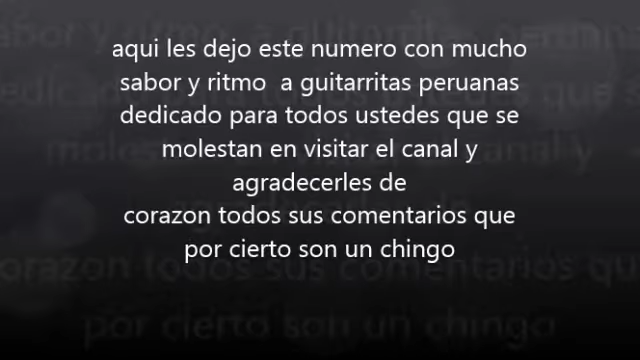 aqui les dejo este numero con mucho
sabor y ritmo  a guitarritas peruanas
dedicado para todos ustedes que se
molestan en visitar el canal y
agradecerles de
corazon todos sus comentarios que
por cierto son un chingo